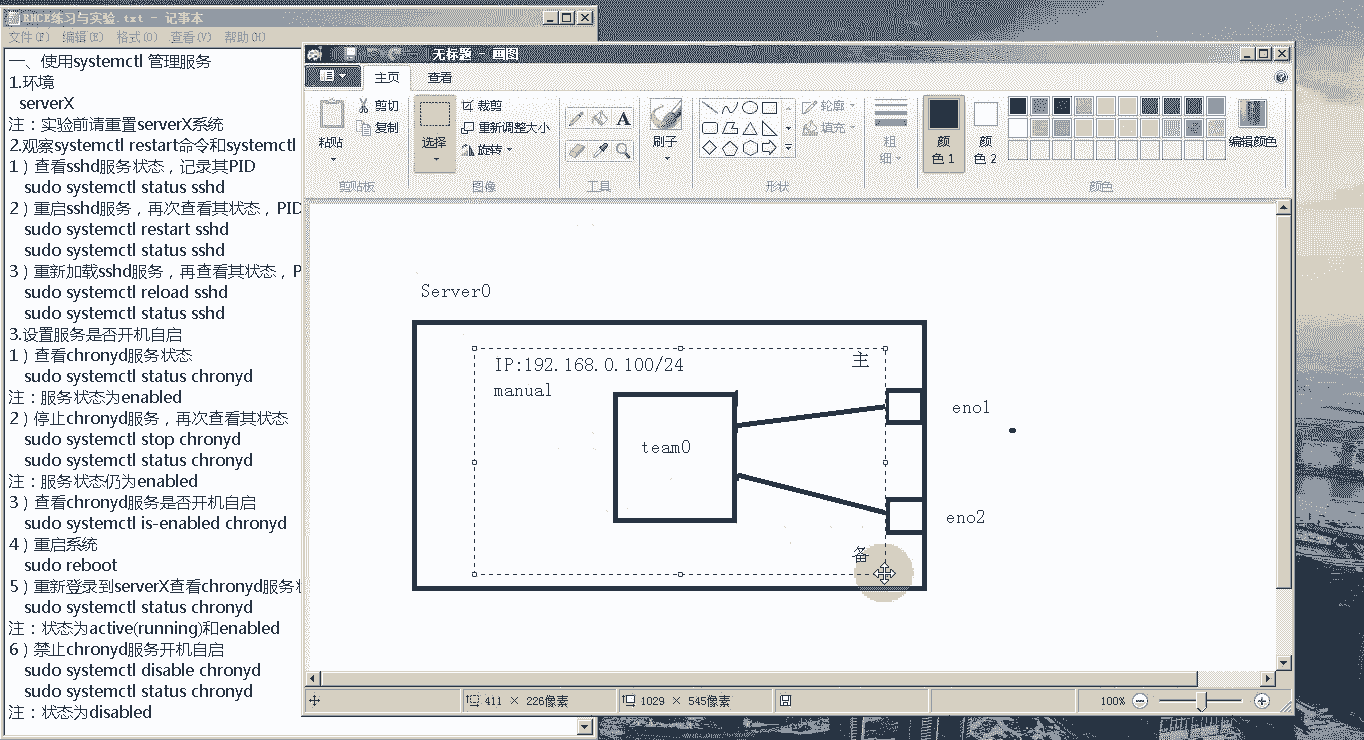 RHCE练习与实验.txt - 记事本
文件(F) 编辑(E) 格式(O) 查看(V) 帮助(H)
一、使用systemctl 管理服务
1.环境
serverX
注：实验前请重置serverX系统
2.观察systemctl restart命令和systemctl
1）查看sshd服务状态，记录其PID
sudo systemctl status sshd
2）重启sshd服务，再次查看其状态，PID
sudo systemctl restart sshd
sudo systemctl status sshd
3）重新加载sshd服务，再查看其状态，P
sudo systemctl reload sshd
sudo systemctl status sshd
3.设置服务是否开机自启
1）查看chronyd服务状态
sudo systemctl status chronyd
注：服务状态为enabled
2）停止chronyd服务，再次查看其状态
sudo systemctl stop chronyd
sudo systemctl status chronyd
注：服务状态仍为enabled
3）查看chronyd服务是否开机自启
sudo systemctl is-enabled chronyd
4）重启系统
sudo reboot
5）重新登录到serverX查看chronyd服务状
sudo systemctl status chronyd
注：状态为active(running)和enabled
6）禁止chronyd服务开机自启
sudo systemctl disable chronyd
sudo systemctl status chronyd
注：状态为disabled
无标题 - 画图
主页 查看
粘贴
剪切
复制
剪贴板
选择
裁剪
重新调整大小
旋转
图像
A
工具
刷子
轮廓
填充
形状
粗细
颜色 1
颜色 2
编辑颜色
颜色
Server0
IP:192.168.0.100/24
主
manual
eno1
team0
eno2
备
411 × 226像素
1029 × 545像素
100%